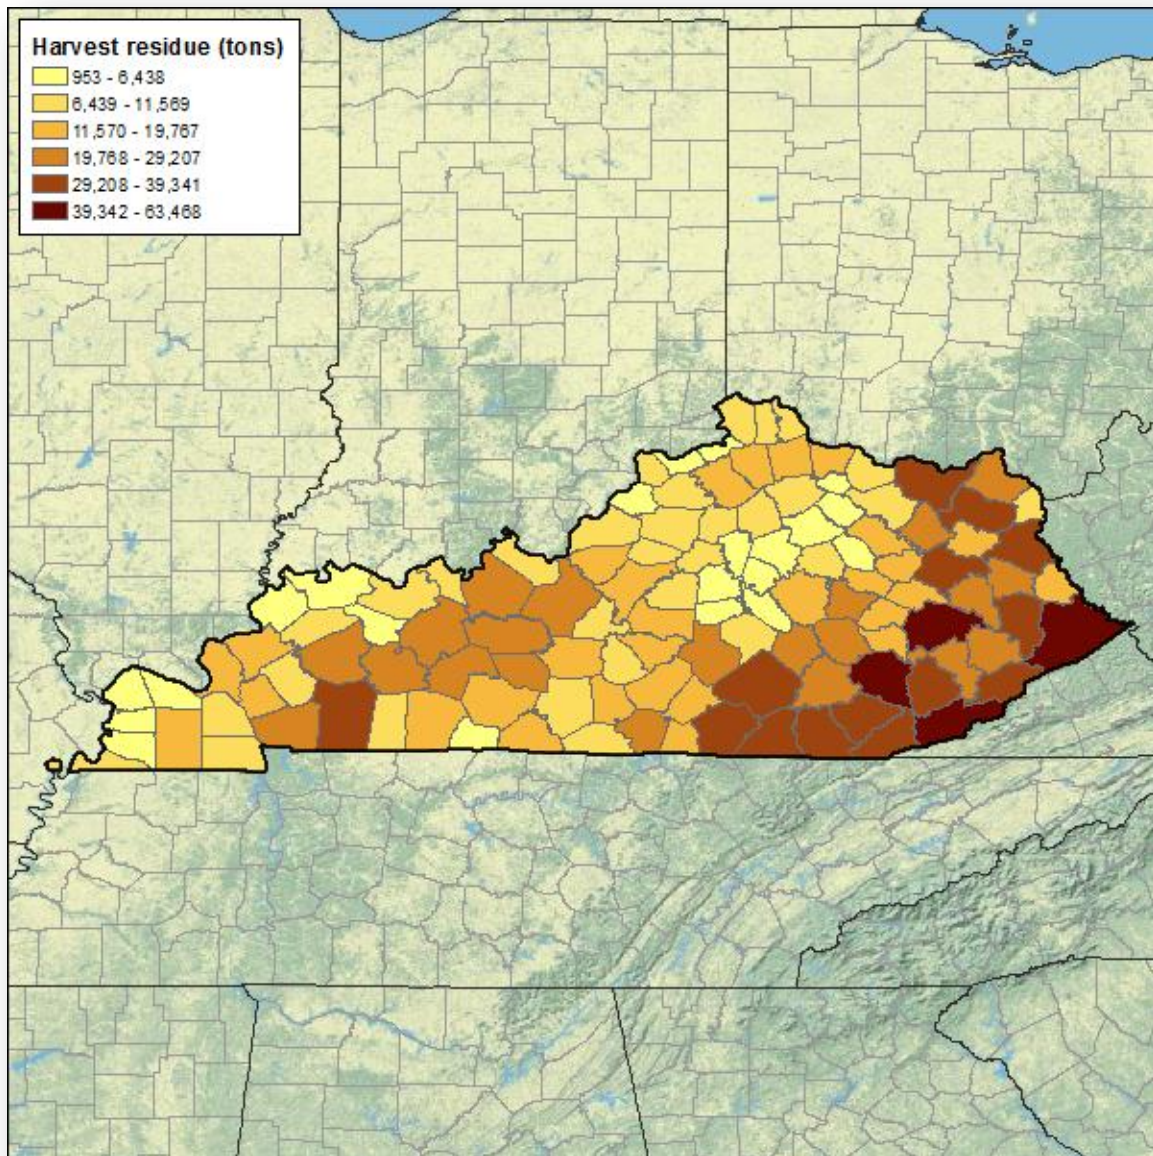 Harvest residue (tons)
953 - 6,438
6,439 - 11,569
11,570 - 19,767
19,768 - 29,207
29,208 - 39,341
39,342 - 63,468